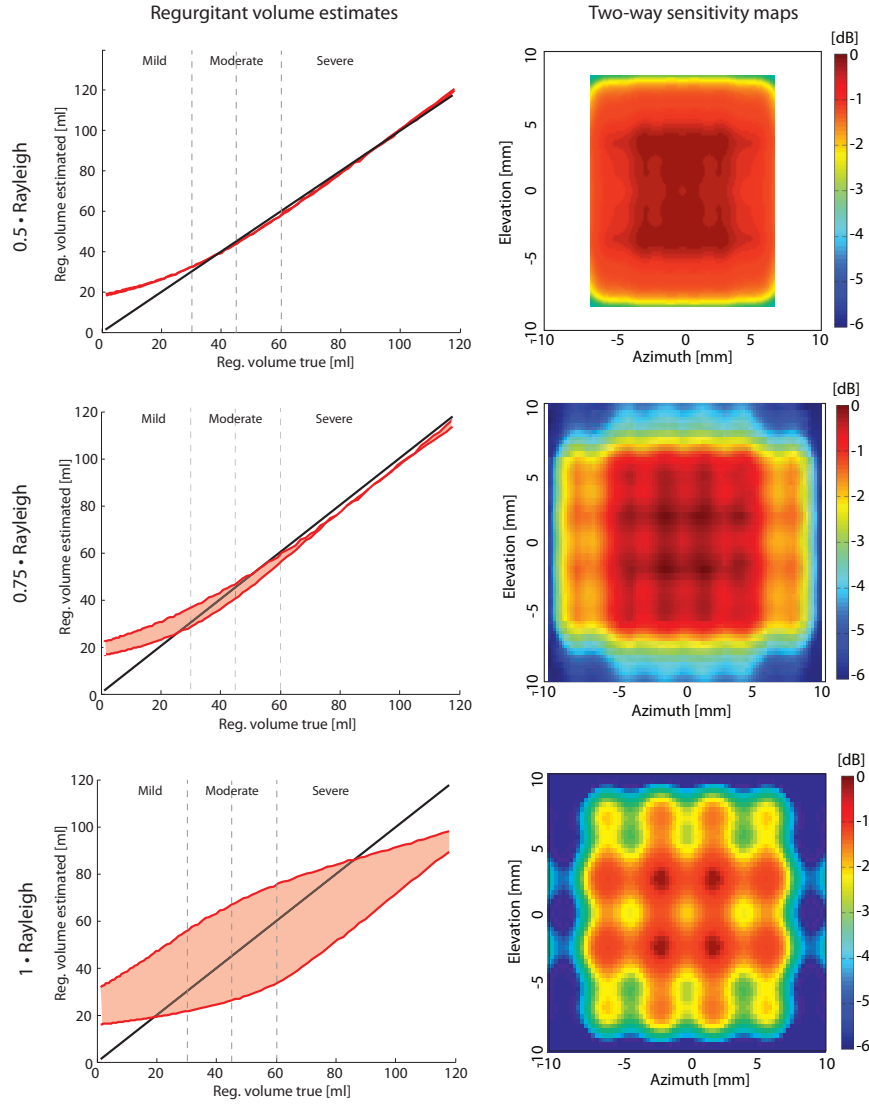 Regurgitant volume estimates
Two-way sensitivity maps
0.5 • Rayleigh
Mild Moderate Severe
Reg. volume estimated [ml]
120
100
80
60
40
20
0
0 20 40 60 80 100 120
Reg. volume true [ml]
[dB]
Elevation [mm]
10
5
0
-5
-10
-10 -5 0 5 10
Azimuth [mm]
0
-1
-2
-3
-4
-5
-6
0.75 • Rayleigh
Mild Moderate Severe
Reg. volume estimated [ml]
120
100
80
60
40
20
0
0 20 40 60 80 100 120
Reg. volume true [ml]
[dB]
Elevation [mm]
10
5
0
-5
-10
-10 -5 0 5 10
Azimuth [mm]
0
-1
-2
-3
-4
-5
-6
1 • Rayleigh
Mild Moderate Severe
Reg. volume estimated [ml]
120
100
80
60
40
20
0
0 20 40 60 80 100 120
Reg. volume true [ml]
[dB]
Elevation [mm]
10
5
0
-5
-10
-10 -5 0 5 10
Azimuth [mm]
0
-1
-2
-3
-4
-5
-6